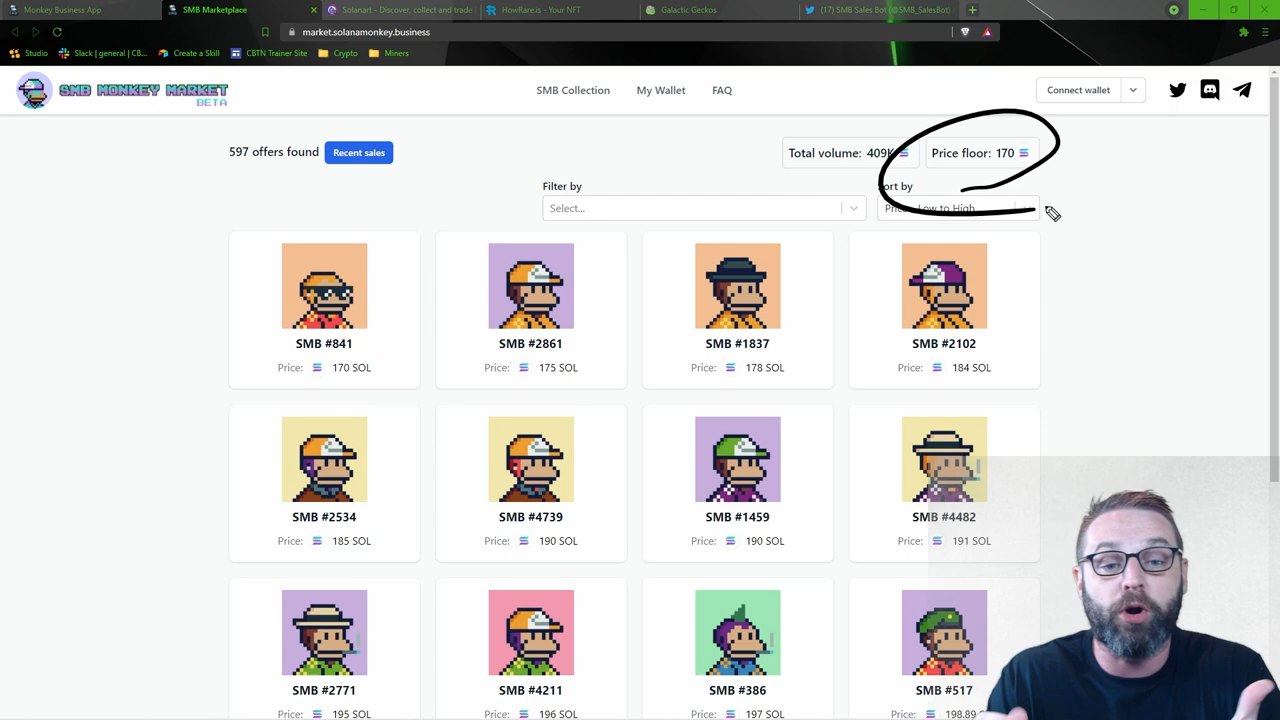 Monkey Business App
SMB Marketplace
Solanart - Discover, collect and trade
HowRare.is - Your NFT
Galactic Geckos
(17) SMB Sales Bot (@SMB_SalesBot)
market.solanamonkey.business
Studio
Slack | general | CB...
Create a Skill
CBTN Trainer Site
Crypto
Miners
SMB MONKEY MARKET
BETA
SMB Collection
My Wallet
FAQ
Connect wallet
597 offers found
Recent sales
Total volume: 409K
Price floor: 170
Filter by
Sort by
Select...
Price: Low to High
SMB #841
SMB #2861
SMB #1837
SMB #2102
Price: 170 SOL
Price: 175 SOL
Price: 178 SOL
Price: 184 SOL
SMB #2534
SMB #4739
SMB #1459
SMB #4482
Price: 185 SOL
Price: 190 SOL
Price: 190 SOL
Price: 191 SOL
SMB #2771
SMB #4211
SMB #386
SMB #517
Price: 195 SOL
Price: 196 SOL
Price: 197 SOL
Price: 198.89